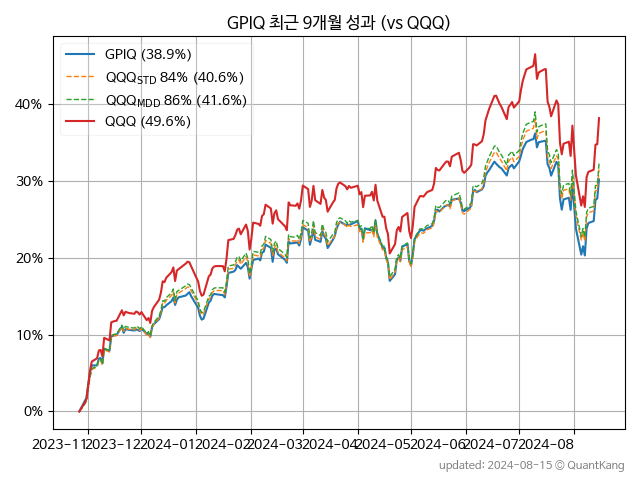 GPIQ 최근 9개월 성과 (vs QQQ)
GPIQ (38.9%)
QQQSTD 84% (40.6%)
QQQMDD 86% (41.6%)
QQQ (49.6%)
40%
30%
20%
10%
0%
2023-11 2023-12 2024-01 2024-02 2024-03 2024-04 2024-05 2024-06 2024-07 2024-08
updated: 2024-08-15 © QuantKang